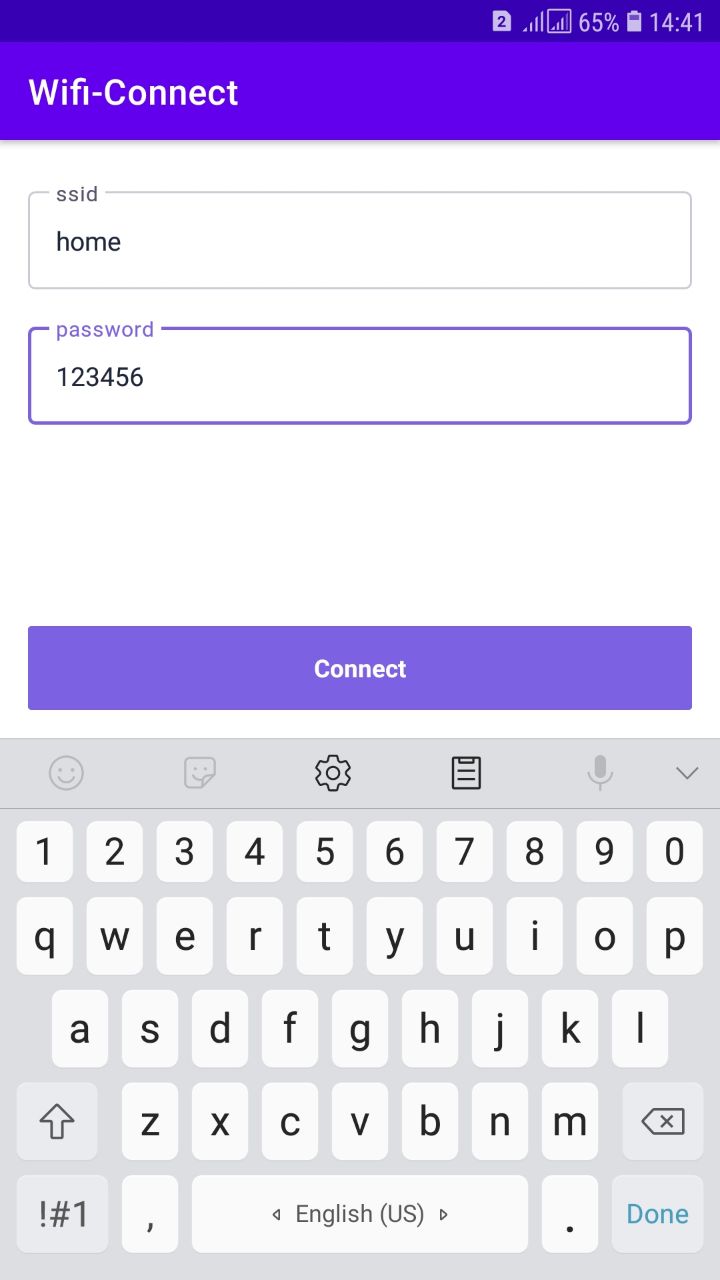 2 65% 14:41
Wifi-Connect
ssid
home
password
123456
Connect
1 2 3 4 5 6 7 8 9 0
q w e r t y u i o p
a s d f g h j k l
z x c v b n m
!#1 , English (US) . Done